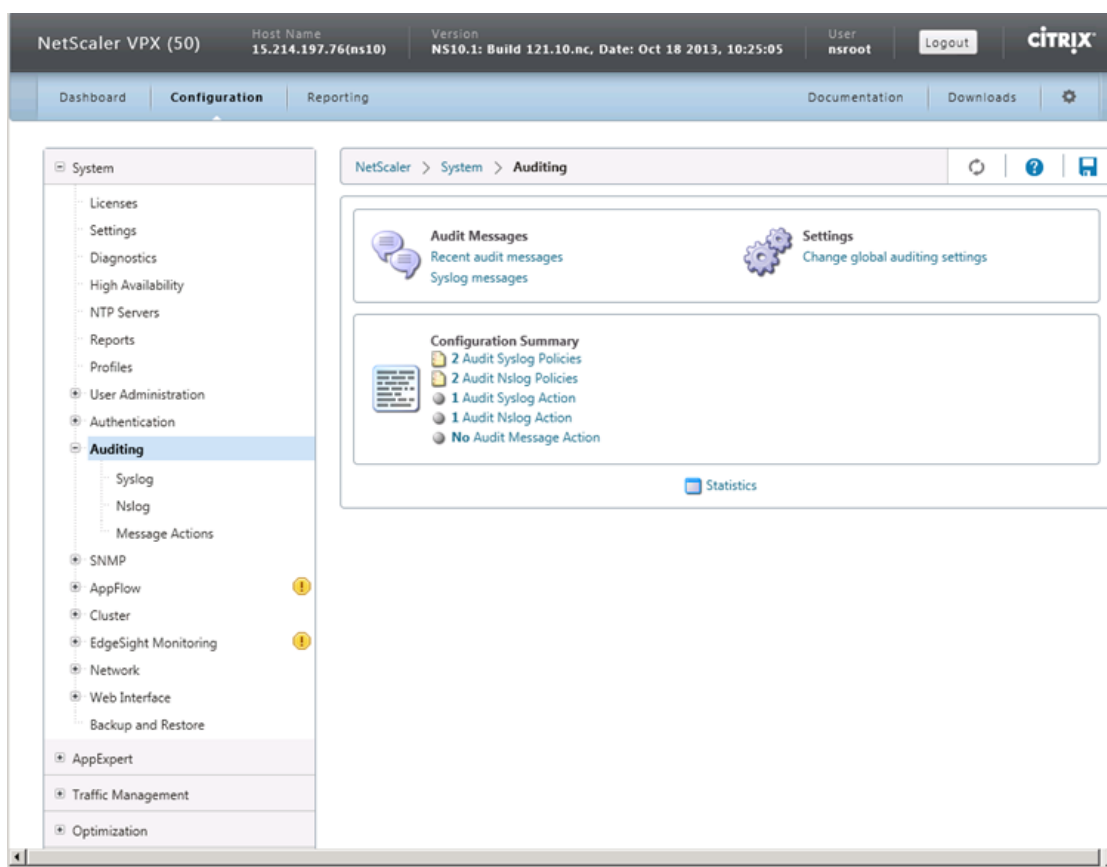 NetScaler VPX (50)
Host Name
15.214.197.76(ns10)
Version
NS10.1: Build 121.10.nc, Date: Oct 18 2013, 10:25:05
User
nsroot
Logout
CITRIX
Dashboard
Configuration
Reporting
Documentation
Downloads
System
Licenses
Settings
Diagnostics
High Availability
NTP Servers
Reports
Profiles
User Administration
Authentication
Auditing
Syslog
Nslog
Message Actions
SNMP
AppFlow
Cluster
EdgeSight Monitoring
Network
Web Interface
Backup and Restore
AppExpert
Traffic Management
Optimization
NetScaler > System > Auditing
Audit Messages
Recent audit messages
Syslog messages
Settings
Change global auditing settings
Configuration Summary
2 Audit Syslog Policies
2 Audit Nslog Policies
1 Audit Syslog Action
1 Audit Nslog Action
No Audit Message Action
Statistics